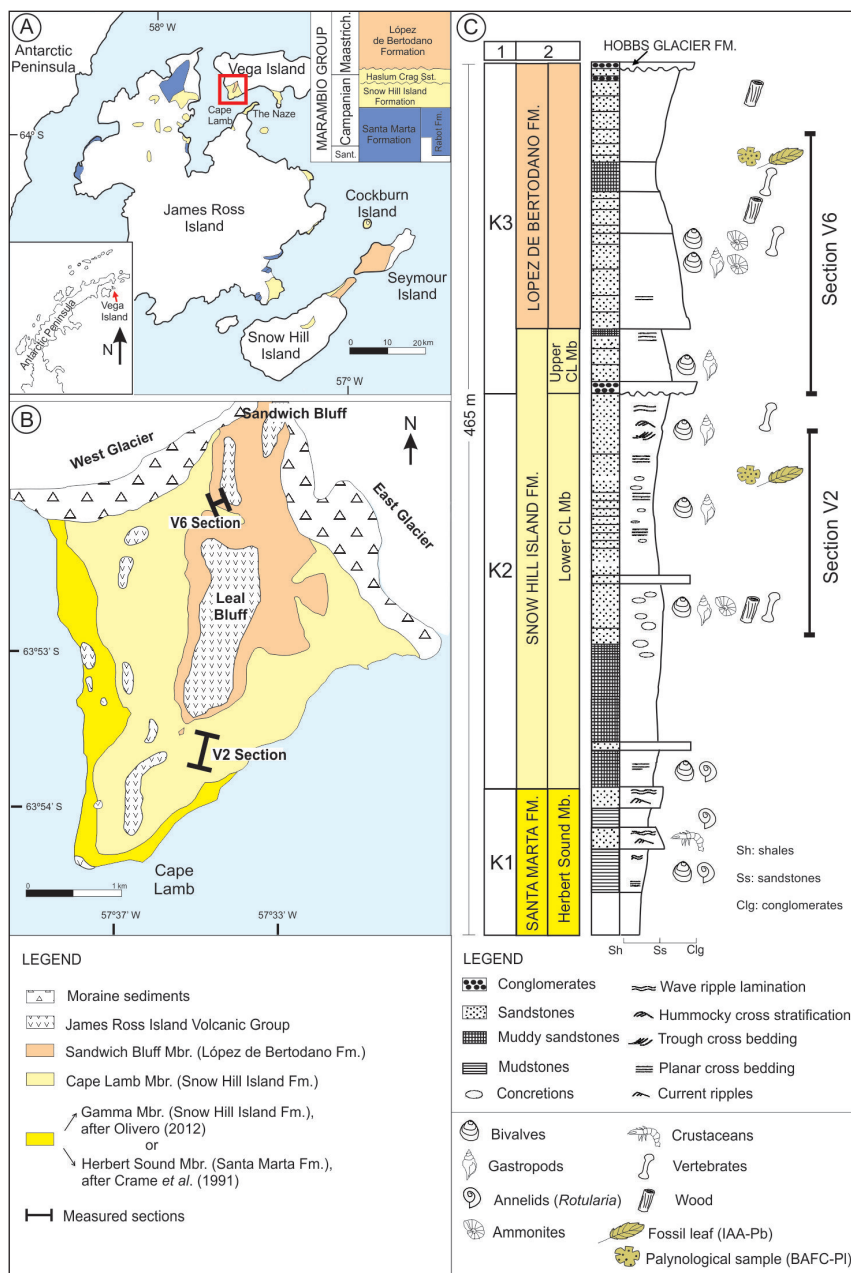 A
58° W
Antarctic
Peninsula
Vega Island
Cape
Lamb
The Naze
64° S
James Ross
Island
Cockburn
Island
Seymour
Island
Snow Hill
Island
0 10 20 km
57° W
Antarctic Peninsula
Vega
Island
N
MARAMBIO GROUP
Sant.
Campanian
Maastrich.
López
de Bertodano
Formation
Haslum Crag Sst.
Snow Hill Island
Formation
Santa Marta
Formation
Rabot Fm.
B
Sandwich Bluff
N
West Glacier
East Glacier
V6 Section
Leal
Bluff
63°53' S
V2 Section
63°54' S
Cape
Lamb
0 1 km
57°37' W
57°33' W
LEGEND
Moraine sediments
James Ross Island Volcanic Group
Sandwich Bluff Mbr. (López de Bertodano Fm.)
Cape Lamb Mbr. (Snow Hill Island Fm.)
Gamma Mbr. (Snow Hill Island Fm.),
after Olivero (2012)
or
Herbert Sound Mbr. (Santa Marta Fm.),
after Crame et al. (1991)
Measured sections
C
1 2
HOBBS GLACIER FM.
465 m
K3
LOPEZ DE BERTODANO FM.
Upper
CL Mb
K2
SNOW HILL ISLAND FM.
Lower CL Mb
K1
SANTA MARTA FM.
Herbert Sound Mb.
Section V6
Section V2
Sh: shales
Ss: sandstones
Clg: conglomerates
Sh Ss Clg
LEGEND
Conglomerates
Sandstones
Muddy sandstones
Mudstones
Concretions
Wave ripple lamination
Hummocky cross stratification
Trough cross bedding
Planar cross bedding
Current ripples
Bivalves
Gastropods
Annelids (Rotularia)
Ammonites
Crustaceans
Vertebrates
Wood
Fossil leaf (IAA-Pb)
Palynological sample (BAFC-Pl)